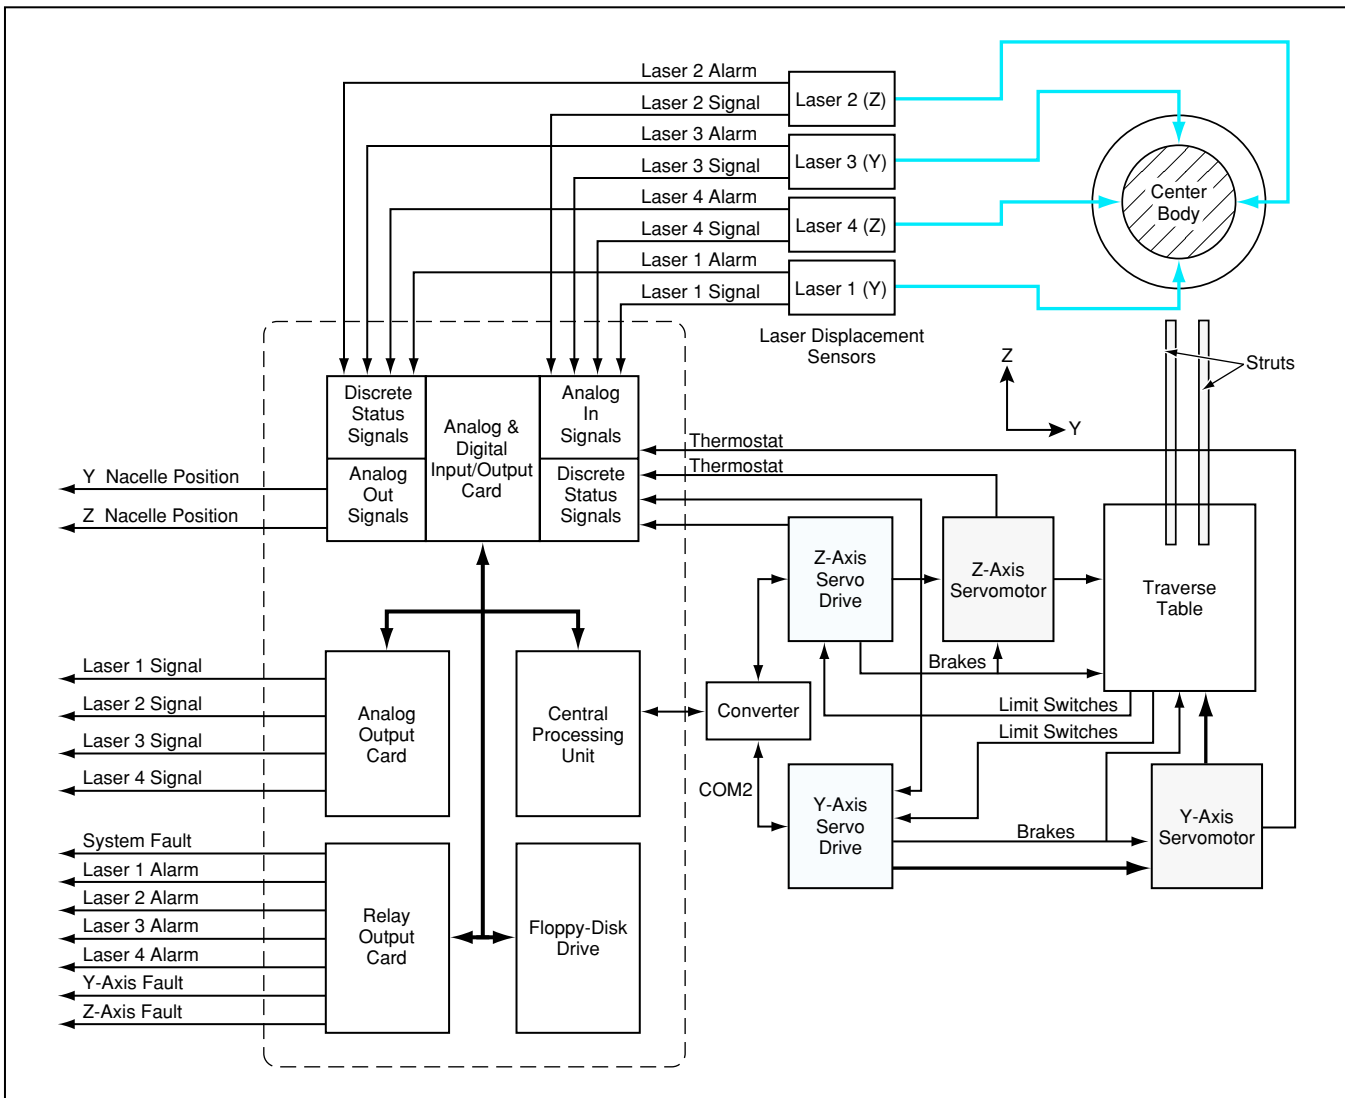 Laser 2 Alarm
Laser 2 Signal
Laser 3 Alarm
Laser 3 Signal
Laser 4 Alarm
Laser 4 Signal
Laser 1 Alarm
Laser 1 Signal
Laser 2 (Z)
Laser 3 (Y)
Laser 4 (Z)
Laser 1 (Y)
Laser Displacement
Sensors
Center
Body
Struts
Z
Y
Discrete
Status
Signals
Analog &
Digital
Input/Output
Card
Analog
In
Signals
Analog
Out
Signals
Discrete
Status
Signals
Thermostat
Thermostat
Y Nacelle Position
Z Nacelle Position
Z-Axis
Servo
Drive
Z-Axis
Servomotor
Traverse
Table
Brakes
Limit Switches
Limit Switches
Laser 1 Signal
Laser 2 Signal
Laser 3 Signal
Laser 4 Signal
Analog
Output
Card
Central
Processing
Unit
Converter
COM2
Y-Axis
Servo
Drive
Brakes
Y-Axis
Servomotor
System Fault
Laser 1 Alarm
Laser 2 Alarm
Laser 3 Alarm
Laser 4 Alarm
Y-Axis Fault
Z-Axis Fault
Relay
Output
Card
Floppy-Disk
Drive